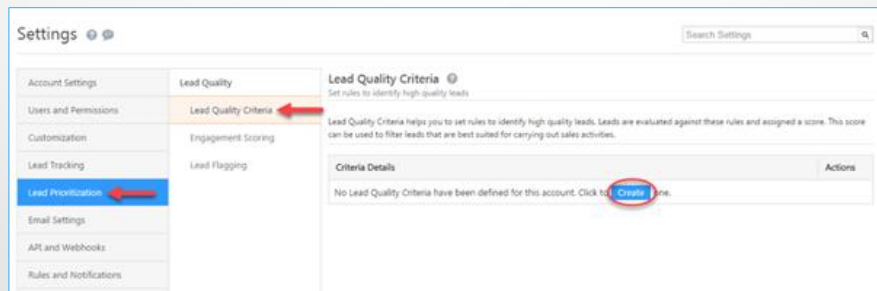 Settings
Search Settings
Account Settings
Users and Permissions
Customization
Lead Tracking
Lead Prioritization
Email Settings
API and Webhooks
Rules and Notifications
Lead Quality
Lead Quality Criteria
Engagement Scoring
Lead Flagging
Lead Quality Criteria
Set rules to identify high quality leads
Lead Quality Criteria helps you to set rules to identify high quality leads. Leads are evaluated against these rules and assigned a score. This score
can be used to filter leads that are best suited for carrying out sales activities.
Criteria Details Actions
No Lead Quality Criteria have been defined for this account. Click to Create one.